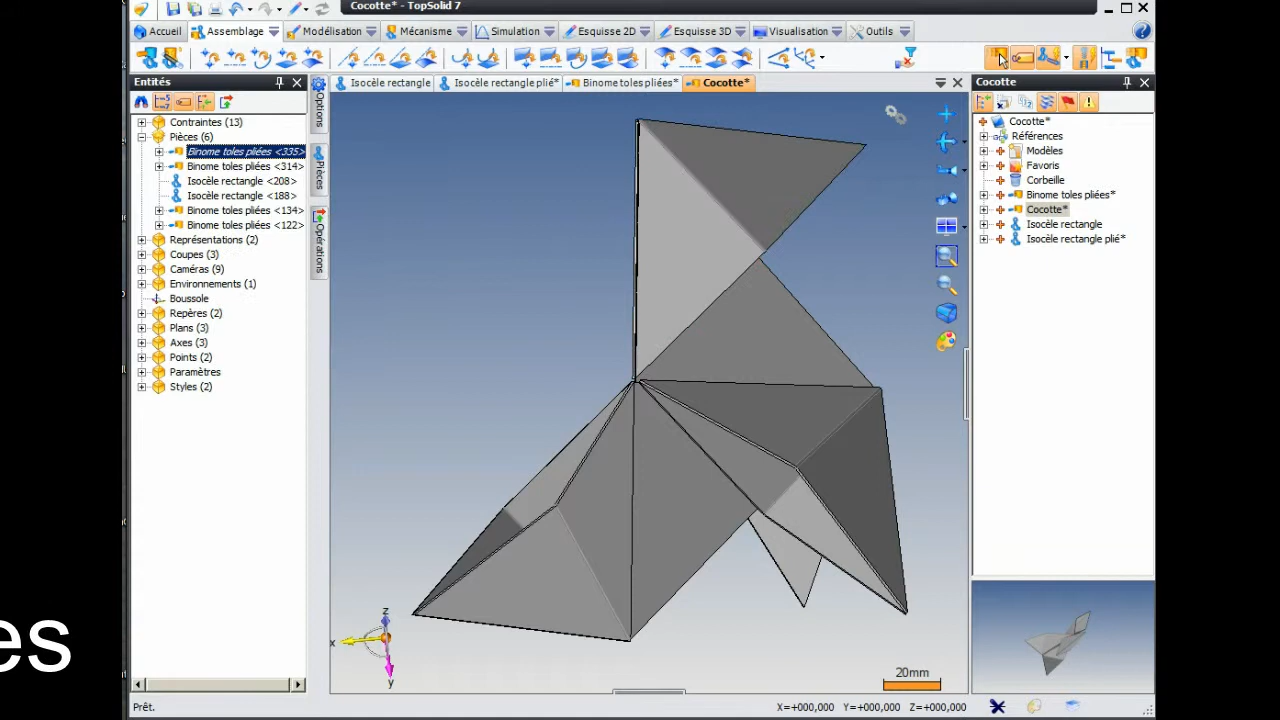 Cocotte* - TopSolid 7
Accueil Assemblage Modélisation Mécanisme Simulation Esquisse 2D Esquisse 3D Visualisation Outils
Entités
Contraintes (13)
Pièces (6)
Binome toles pliées <335>
Binome toles pliées <314>
Isocèle rectangle <208>
Isocèle rectangle <188>
Binome toles pliées <134>
Binome toles pliées <122>
Représentations (2)
Coupes (3)
Caméras (9)
Environnements (1)
Boussole
Repères (2)
Plans (3)
Axes (3)
Points (2)
Paramètres
Styles (2)
Options
Pièces
Opérations
Isocèle rectangle Isocèle rectangle plié* Binome toles pliées* Cocotte*
x
y
z
20mm
Cocotte
Cocotte*
Références
Modèles
Favoris
Corbeille
Binome toles pliées*
Cocotte*
Isocèle rectangle
Isocèle rectangle plié*
es
Prêt. X=+000,000 Y=+000,000 Z=+000,000